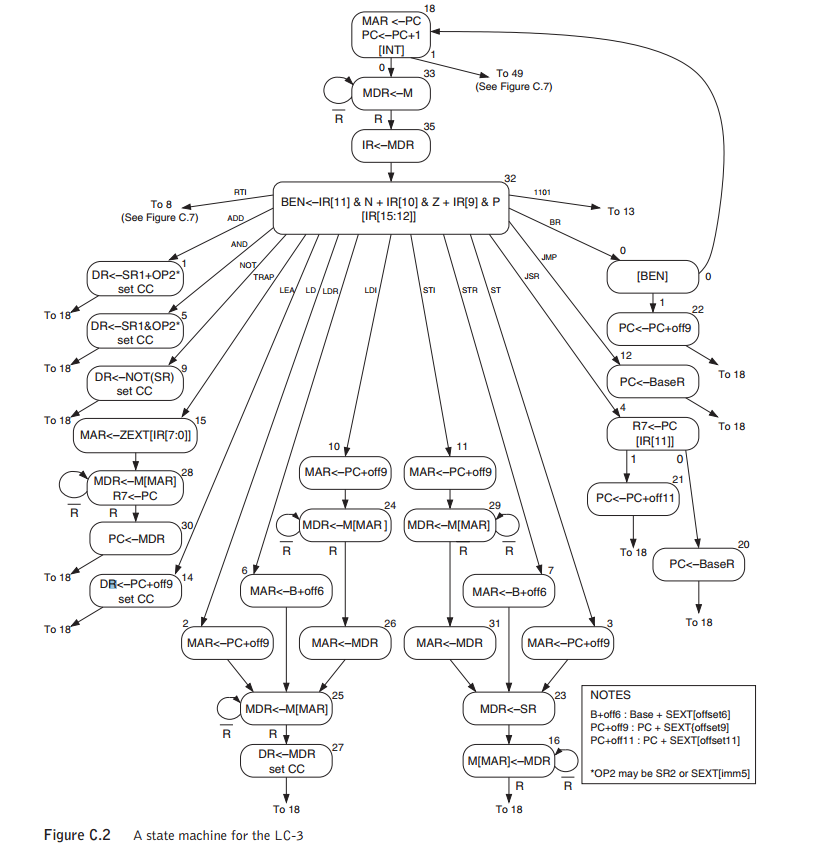 18
MAR <–PC
PC<–PC+1
[INT]
0
1
To 49
(See Figure C.7)
33
MDR<–M
R
R
35
IR<–MDR
32
BEN<–IR[11] & N + IR[10] & Z + IR[9] & P
[IR[15:12]]
RTI
To 8
(See Figure C.7)
1101
To 13
ADD
AND
NOT
TRAP
LEA
LD
LDR
LDI
STI
STR
ST
JSR
JMP
BR
1
DR<–SR1+OP2*
set CC
To 18
5
DR<–SR1&OP2*
set CC
To 18
9
DR<–NOT(SR)
set CC
To 18
15
MAR<–ZEXT[IR[7:0]]
28
MDR<–M[MAR]
R7<–PC
R
R
30
PC<–MDR
To 18
14
DR<–PC+off9
set CC
To 18
0
[BEN]
0
1
22
PC<–PC+off9
To 18
12
PC<–BaseR
To 18
4
R7<–PC
[IR[11]]
1
0
21
PC<–PC+off11
To 18
20
PC<–BaseR
To 18
10
MAR<–PC+off9
11
MAR<–PC+off9
24
MDR<–M[MAR]
R
R
29
MDR<–M[MAR]
R
R
6
MAR<–B+off6
7
MAR<–B+off6
2
MAR<–PC+off9
26
MAR<–MDR
31
MAR<–MDR
3
MAR<–PC+off9
25
MDR<–M[MAR]
R
R
23
MDR<–SR
27
DR<–MDR
set CC
To 18
16
M[MAR]<–MDR
R
R
To 18
NOTES
B+off6 : Base + SEXT[offset6]
PC+off9 : PC + SEXT{offset9]
PC+off11 : PC + SEXT[offset11]
*OP2 may be SR2 or SEXT[imm5]
Figure C.2 A state machine for the LC-3